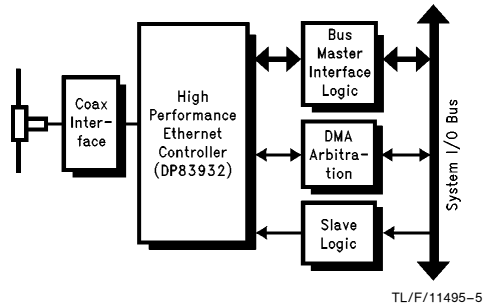 Coax
Inter-
face
High
Performance
Ethernet
Controller
(DP83932)
Bus
Master
Interface
Logic
DMA
Arbitra-
tion
Slave
Logic
System I/O Bus
TL/F/11495-5